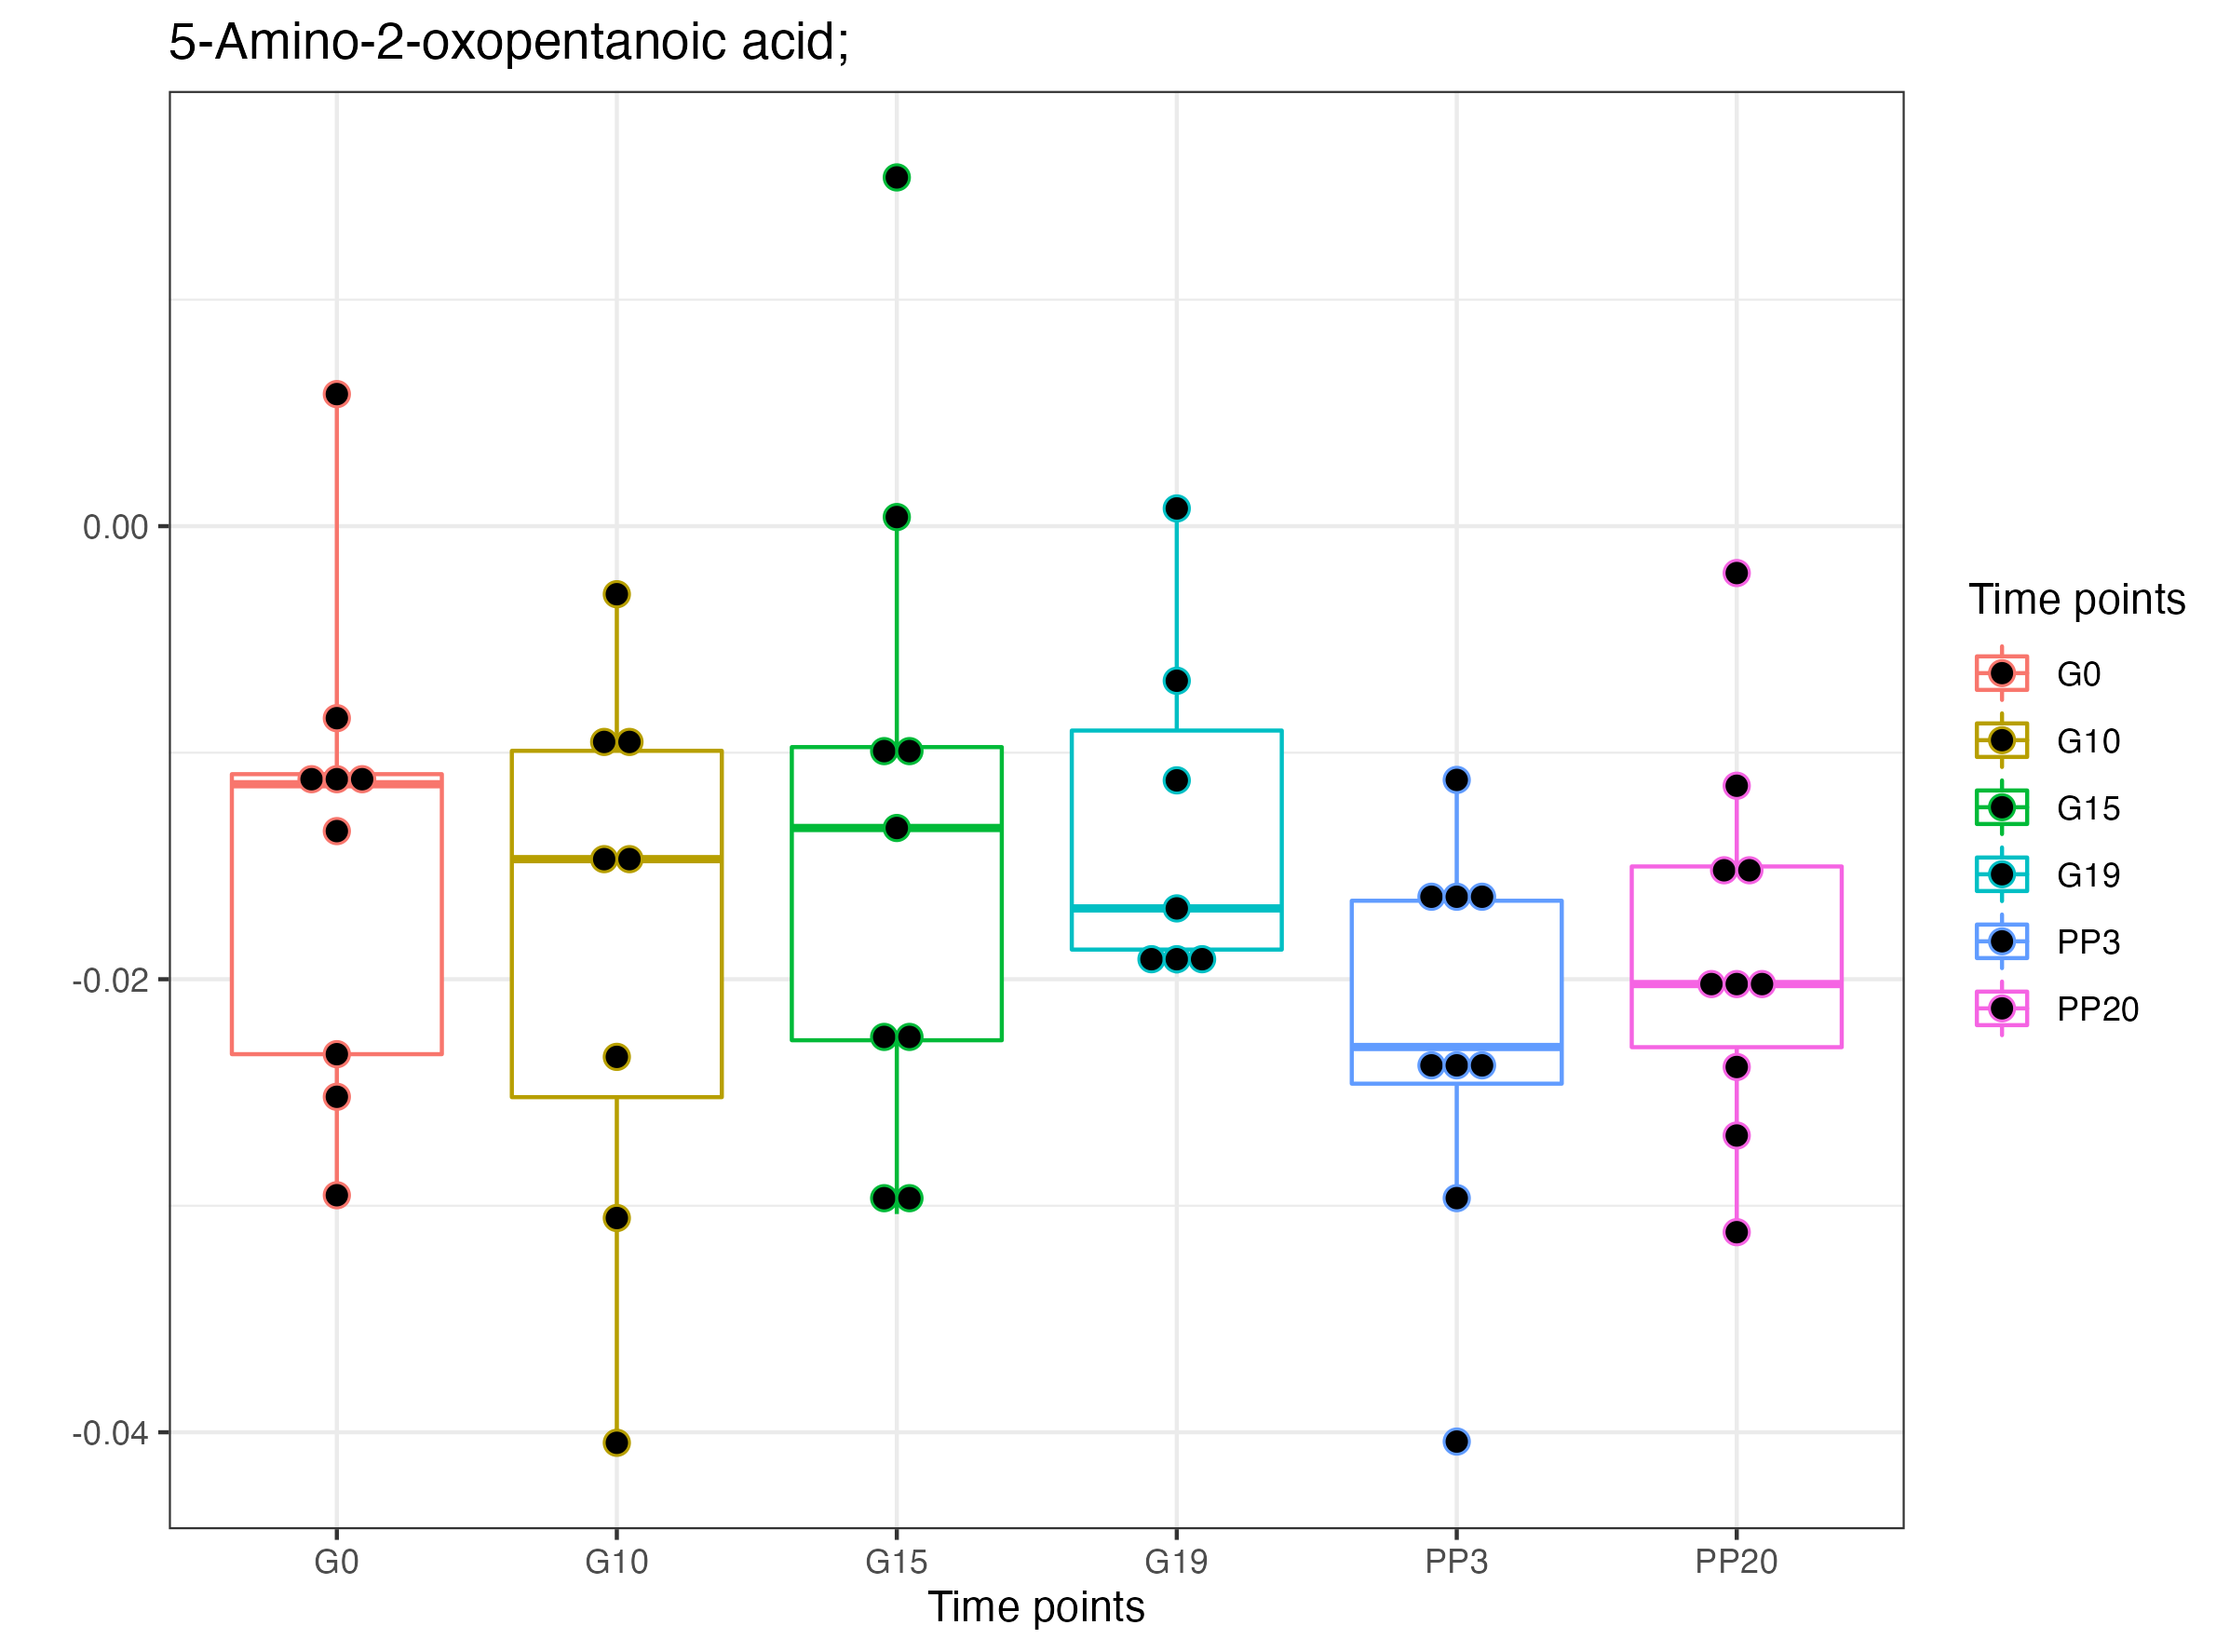 5-Amino-2-oxopentanoic acid;
0.00
-0.02
-0.04
G0
G10
G15
G19
PP3
PP20
Time points
Time points
G0
G10
G15
G19
PP3
PP20